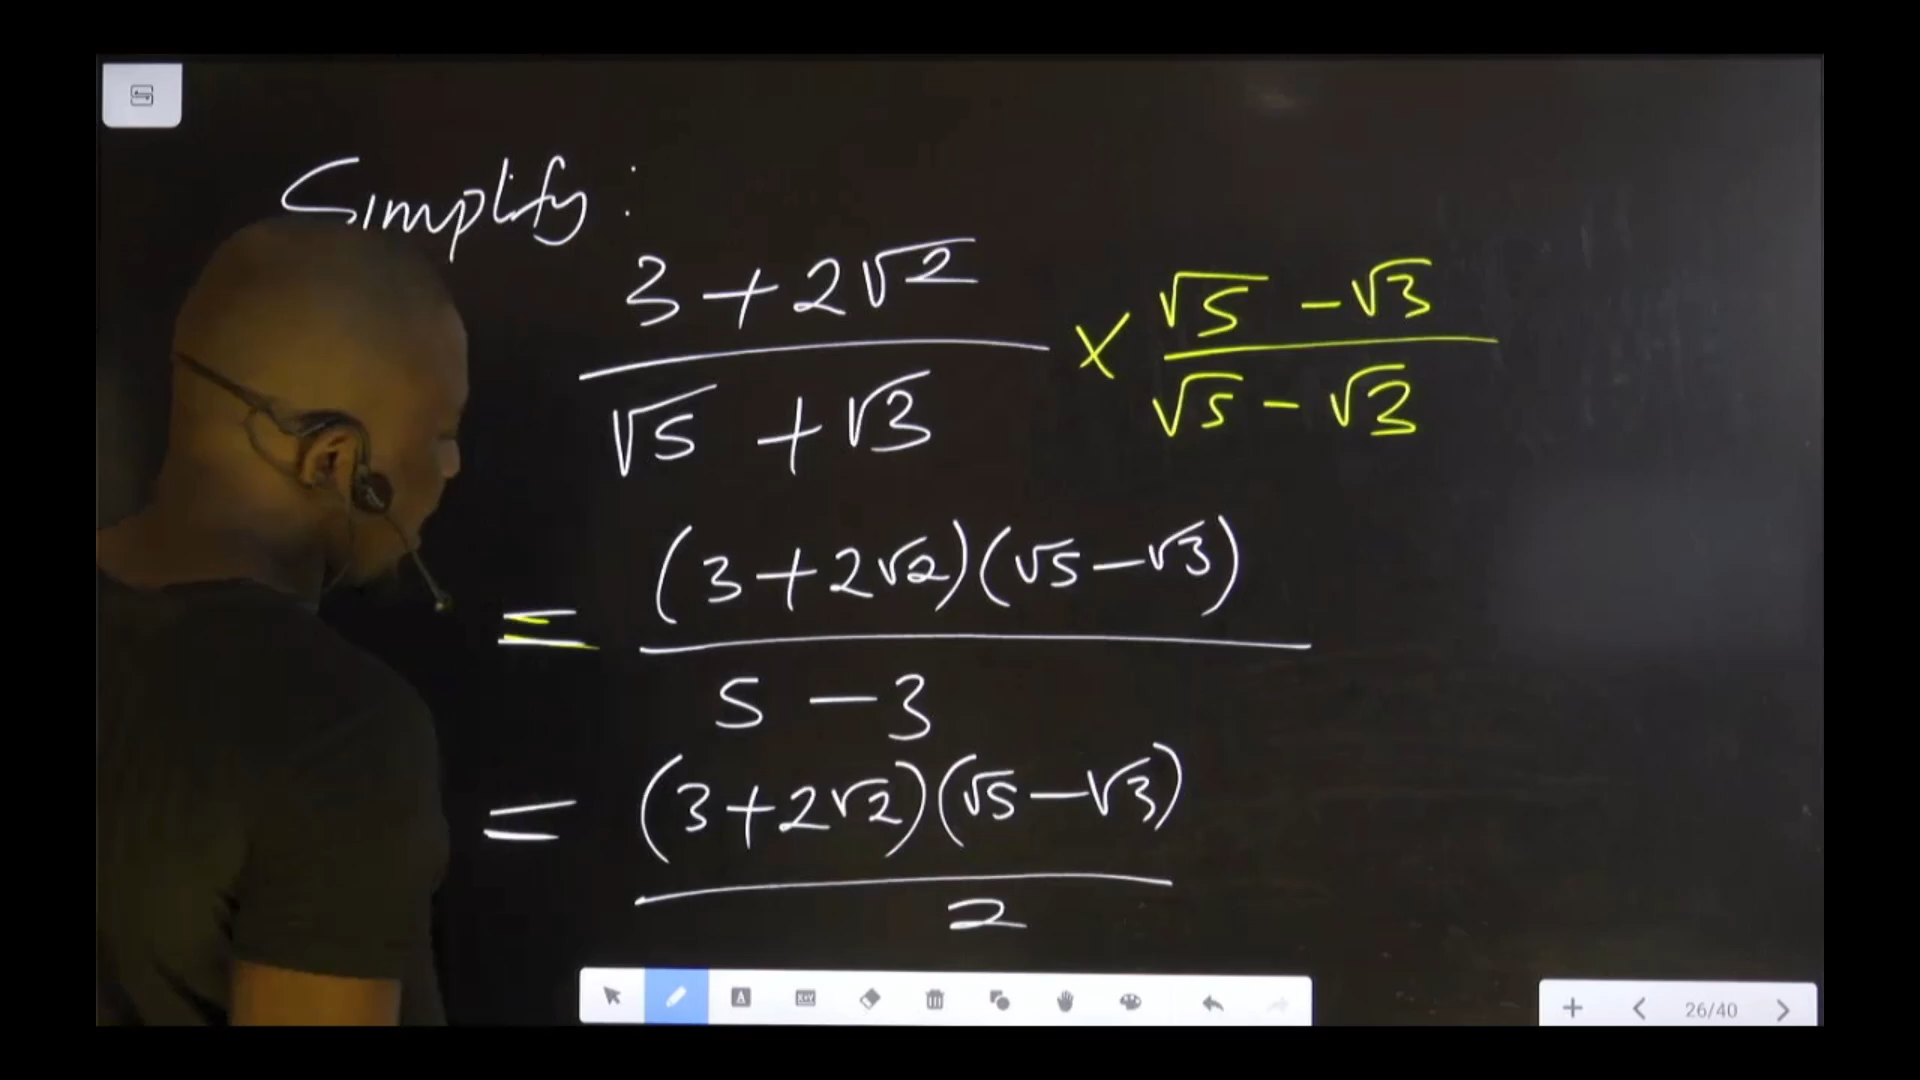 Simplify:
3 + 2√2 / √5 + √3 × √5 - √3 / √5 - √3
= (3 + 2√2)(√5 - √3) / 5 - 3
= (3 + 2√2)(√5 - √3) / 2
26/40